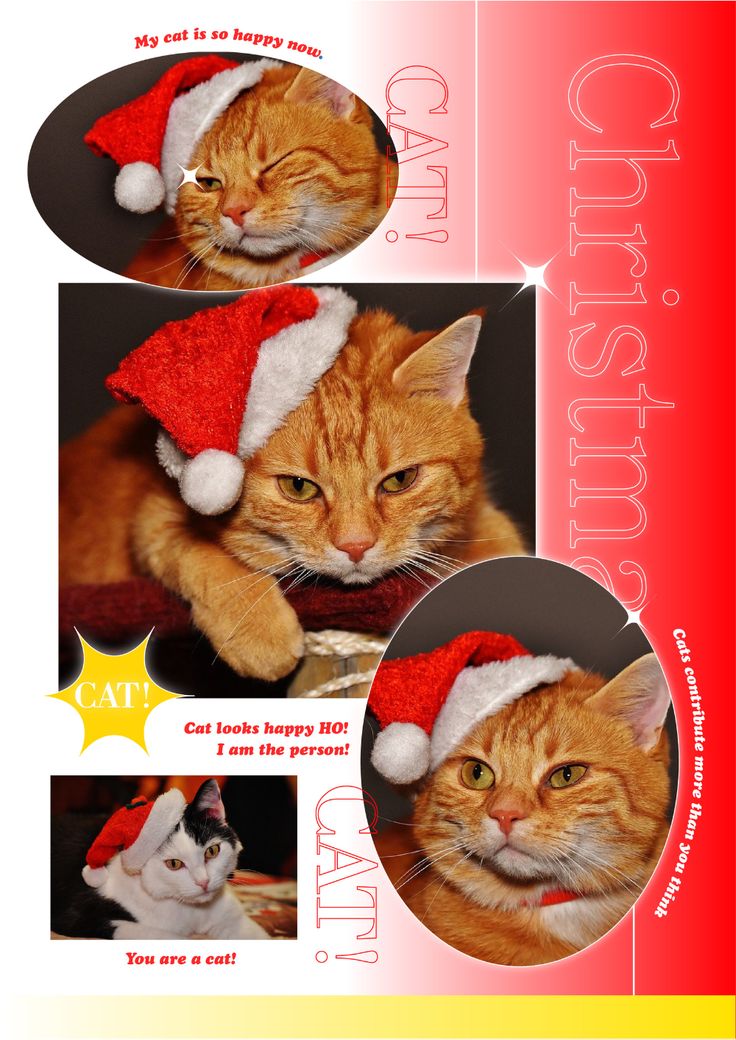 My cat is so happy now.
CAT!
Christma
CAT!
Cat looks happy HO!
I am the person!
Cats contribute more than you think
CAT!
You are a cat!